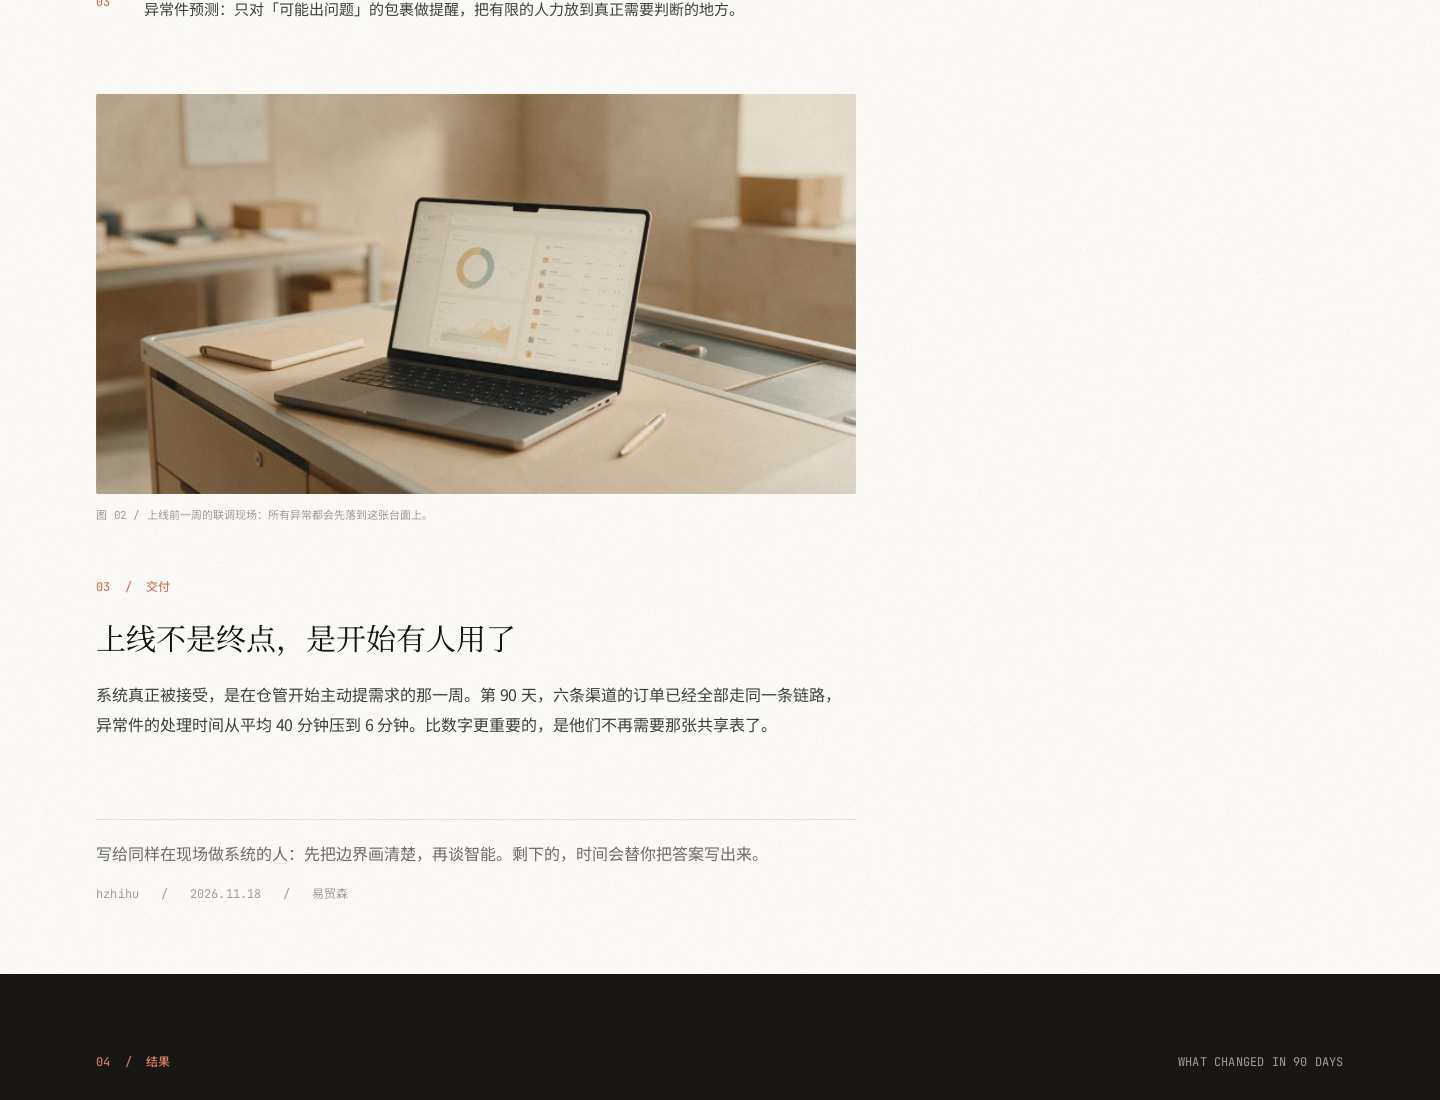 03
异常件预测：只对「可能出问题」的包裹做提醒，把有限的人力放到真正需要判断的地方。
图 02 / 上线前一周的联调现场：所有异常都会先落到这张台面上。
03 / 交付
上线不是终点，是开始有人用了
系统真正被接受，是在仓管开始主动提需求的那一周。第 90 天，六条渠道的订单已经全部走同一条链路，
异常件的处理时间从平均 40 分钟压到 6 分钟。比数字更重要的，是他们不再需要那张共享表了。
写给同样在现场做系统的人：先把边界画清楚，再谈智能。剩下的，时间会替你把答案写出来。
hzhihu / 2026.11.18 / 易贸森
04 / 结果
WHAT CHANGED IN 90 DAYS